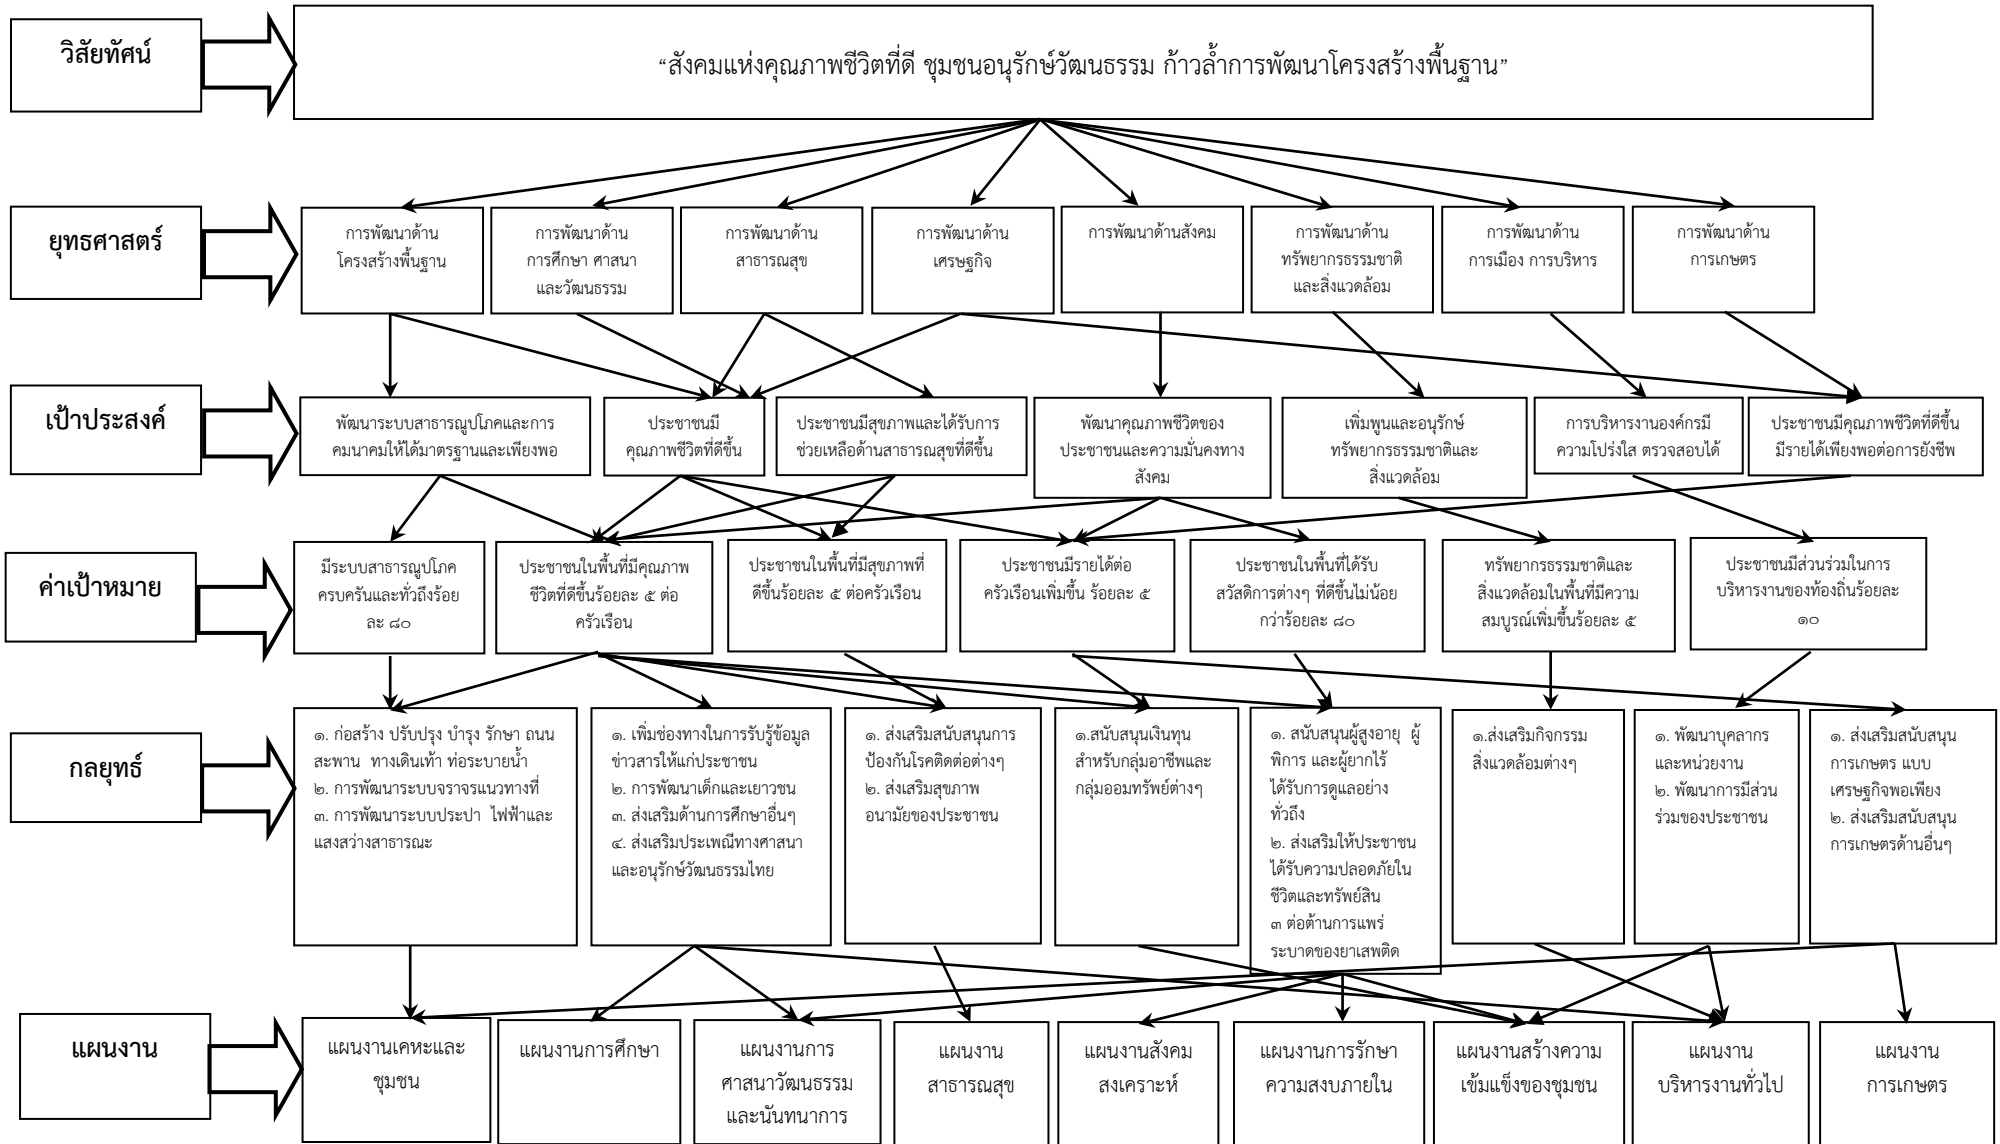 วิสัยทัศน์
“สังคมแห่งคุณภาพชีวิตที่ดี ชุมชนอนุรักษ์วัฒนธรรม ก้าวล้ำการพัฒนาโครงสร้างพื้นฐาน”
ยุทธศาสตร์
การพัฒนาด้าน
โครงสร้างพื้นฐาน
การพัฒนาด้าน
การศึกษา ศาสนา
และวัฒนธรรม
การพัฒนาด้าน
สาธารณสุข
การพัฒนาด้าน
เศรษฐกิจ
การพัฒนาด้านสังคม
การพัฒนาด้าน
ทรัพยากรธรรมชาติ
และสิ่งแวดล้อม
การพัฒนาด้าน
การเมือง การบริหาร
การพัฒนาด้าน
การเกษตร
เป้าประสงค์
พัฒนาระบบสาธารณูปโภคและการ
คมนาคมให้ได้มาตรฐานและเพียงพอ
ประชาชนมี
คุณภาพชีวิตที่ดีขึ้น
ประชาชนมีสุขภาพและได้รับการ
ช่วยเหลือด้านสาธารณสุขที่ดีขึ้น
พัฒนาคุณภาพชีวิตของ
ประชาชนและความมั่นคงทาง
สังคม
เพิ่มพูนและอนุรักษ์
ทรัพยากรธรรมชาติและ
สิ่งแวดล้อม
การบริหารงานองค์กรมี
ความโปร่งใส ตรวจสอบได้
ประชาชนมีคุณภาพชีวิตที่ดีขึ้น
มีรายได้เพียงพอต่อการยังชีพ
ค่าเป้าหมาย
มีระบบสาธารณูปโภค
ครบครันและทั่วถึงร้อย
ละ ๘๐
ประชาชนในพื้นที่มีคุณภาพ
ชีวิตที่ดีขึ้นร้อยละ ๕ ต่อ
ครัวเรือน
ประชาชนในพื้นที่มีสุขภาพที่
ดีขึ้นร้อยละ ๕ ต่อครัวเรือน
ประชาชนมีรายได้ต่อ
ครัวเรือนเพิ่มขึ้น ร้อยละ ๕
ประชาชนในพื้นที่ได้รับ
สวัสดิการต่างๆ ที่ดีขึ้นไม่น้อย
กว่าร้อยละ ๘๐
ทรัพยากรธรรมชาติและ
สิ่งแวดล้อมในพื้นที่มีความ
สมบูรณ์เพิ่มขึ้นร้อยละ ๕
ประชาชนมีส่วนร่วมในการ
บริหารงานของท้องถิ่นร้อยละ
๑๐
กลยุทธ์
๑. ก่อสร้าง ปรับปรุง บำรุง รักษา ถนน
สะพาน ทางเดินเท้า ท่อระบายน้ำ
๒. การพัฒนาระบบจราจรแนวทางที่
๓. การพัฒนาระบบประปา ไฟฟ้าและ
แสงสว่างสาธารณะ
๑. เพิ่มช่องทางในการรับรู้ข้อมูล
ข่าวสารให้แก่ประชาชน
๒. การพัฒนาเด็กและเยาวชน
๓. ส่งเสริมด้านการศึกษาอื่นๆ
๔. ส่งเสริมประเพณีทางศาสนา
และอนุรักษ์วัฒนธรรมไทย
๑. ส่งเสริมสนับสนุนการ
ป้องกันโรคติดต่อต่างๆ
๒. ส่งเสริมสุขภาพ
อนามัยของประชาชน
๑.สนับสนุนเงินทุน
สำหรับกลุ่มอาชีพและ
กลุ่มออมทรัพย์ต่างๆ
๑. สนับสนุนผู้สูงอายุ ผู้
พิการ และผู้ยากไร้
ได้รับการดูแลอย่าง
ทั่วถึง
๒. ส่งเสริมให้ประชาชน
ได้รับความปลอดภัยใน
ชีวิตและทรัพย์สิน
๓ ต่อต้านการแพร่
ระบาดของยาเสพติด
๑.ส่งเสริมกิจกรรม
สิ่งแวดล้อมต่างๆ
๑. พัฒนาบุคลากร
และหน่วยงาน
๒. พัฒนาการมีส่วน
ร่วมของประชาชน
๑. ส่งเสริมสนับสนุน
การเกษตร แบบ
เศรษฐกิจพอเพียง
๒. ส่งเสริมสนับสนุน
การเกษตรด้านอื่นๆ
แผนงาน
แผนงานเคหะและ
ชุมชน
แผนงานการศึกษา
แผนงานการ
ศาสนาวัฒนธรรม
และนันทนาการ
แผนงาน
สาธารณสุข
แผนงานสังคม
สงเคราะห์
แผนงานการรักษา
ความสงบภายใน
แผนงานสร้างความ
เข้มแข็งของชุมชน
แผนงาน
บริหารงานทั่วไป
แผนงาน
การเกษตร